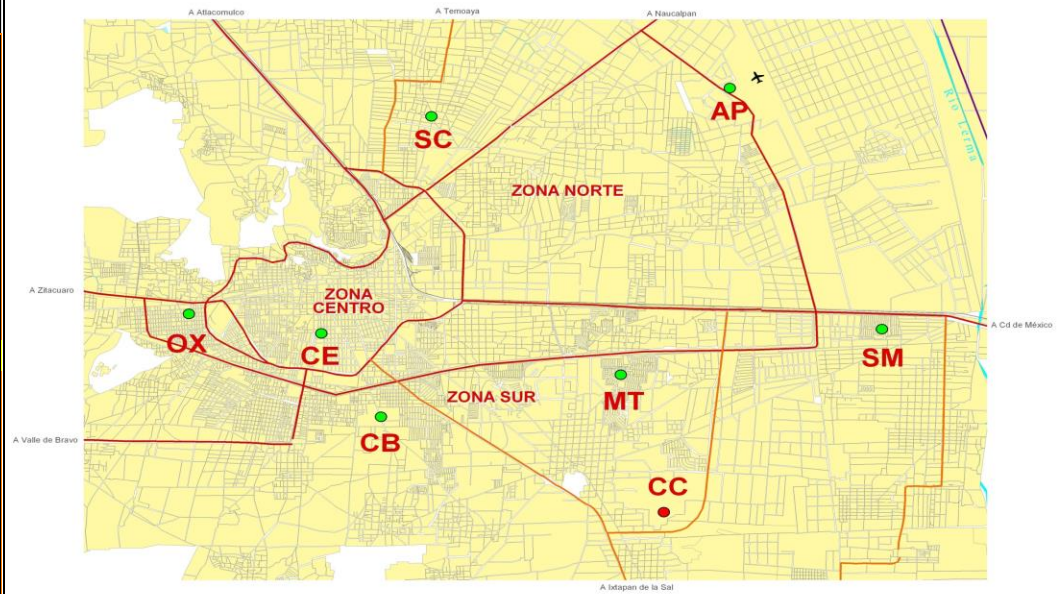 A Atlacomulco
A Temoaya
A Naucalpan
AP
SC
Río Lerma
ZONA NORTE
A Zitacuaro
ZONA
CENTRO
OX
CE
A Cd de México
SM
ZONA SUR
MT
CB
A Valle de Bravo
CC
A Ixtapan de la Sal